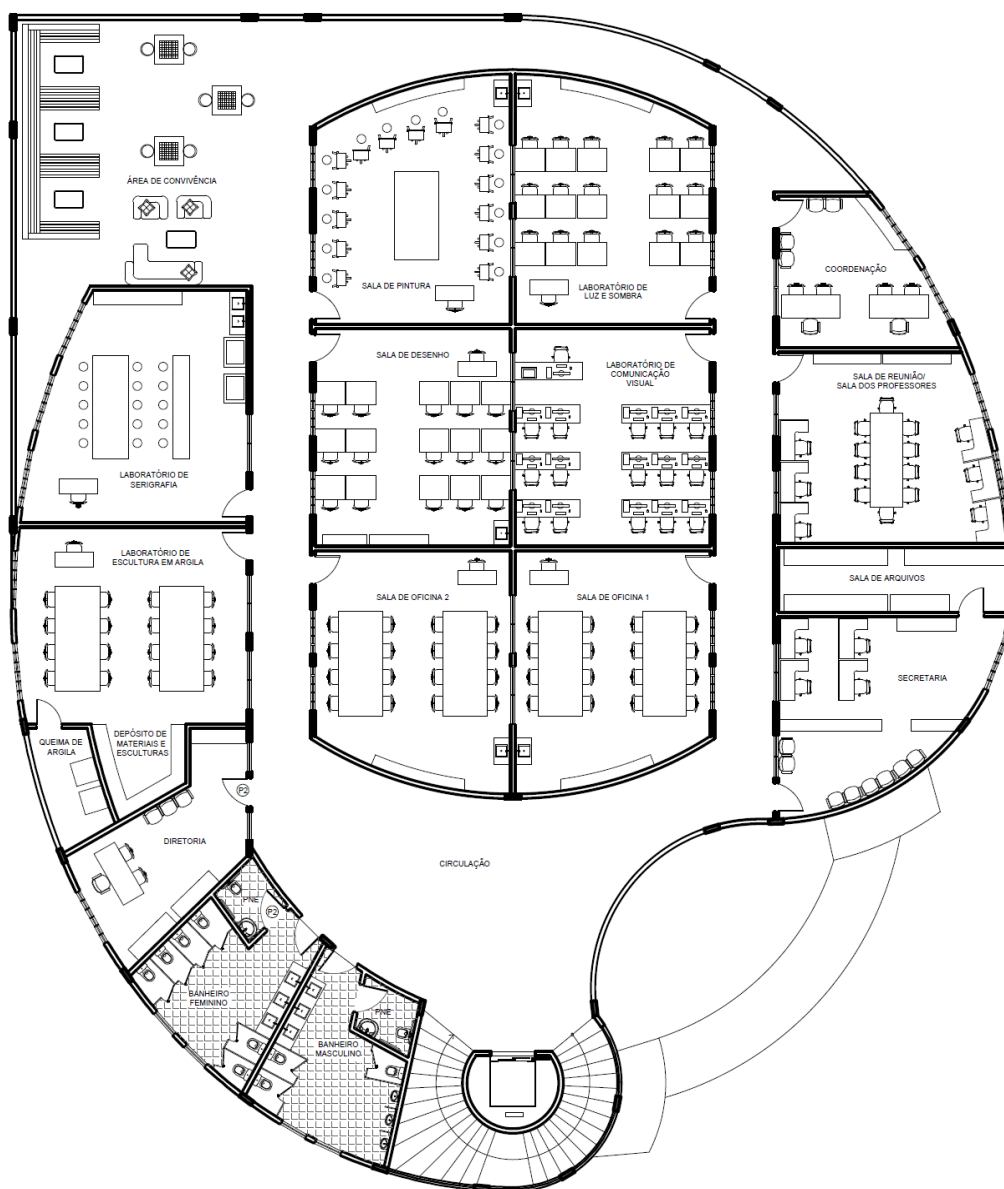 ÁREA DE CONVIVÊNCIA
SALA DE PINTURA
LABORATÓRIO DE
LUZ E SOMBRA
COORDENAÇÃO
SALA DE DESENHO
LABORATÓRIO DE
COMUNICAÇÃO
VISUAL
SALA DE REUNIÃO/
SALA DOS PROFESSORES
LABORATÓRIO DE
SERIGRAFIA
LABORATÓRIO DE
ESCULTURA EM ARGILA
SALA DE OFICINA 2
SALA DE OFICINA 1
SALA DE ARQUIVOS
SECRETARIA
QUEIMA DE
ARGILA
DEPÓSITO DE
MATERIAIS E
ESCULTURAS
P2
DIRETORIA
CIRCULAÇÃO
PNE
P2
BANHEIRO
FEMININO
PNE
BANHEIRO
MASCULINO